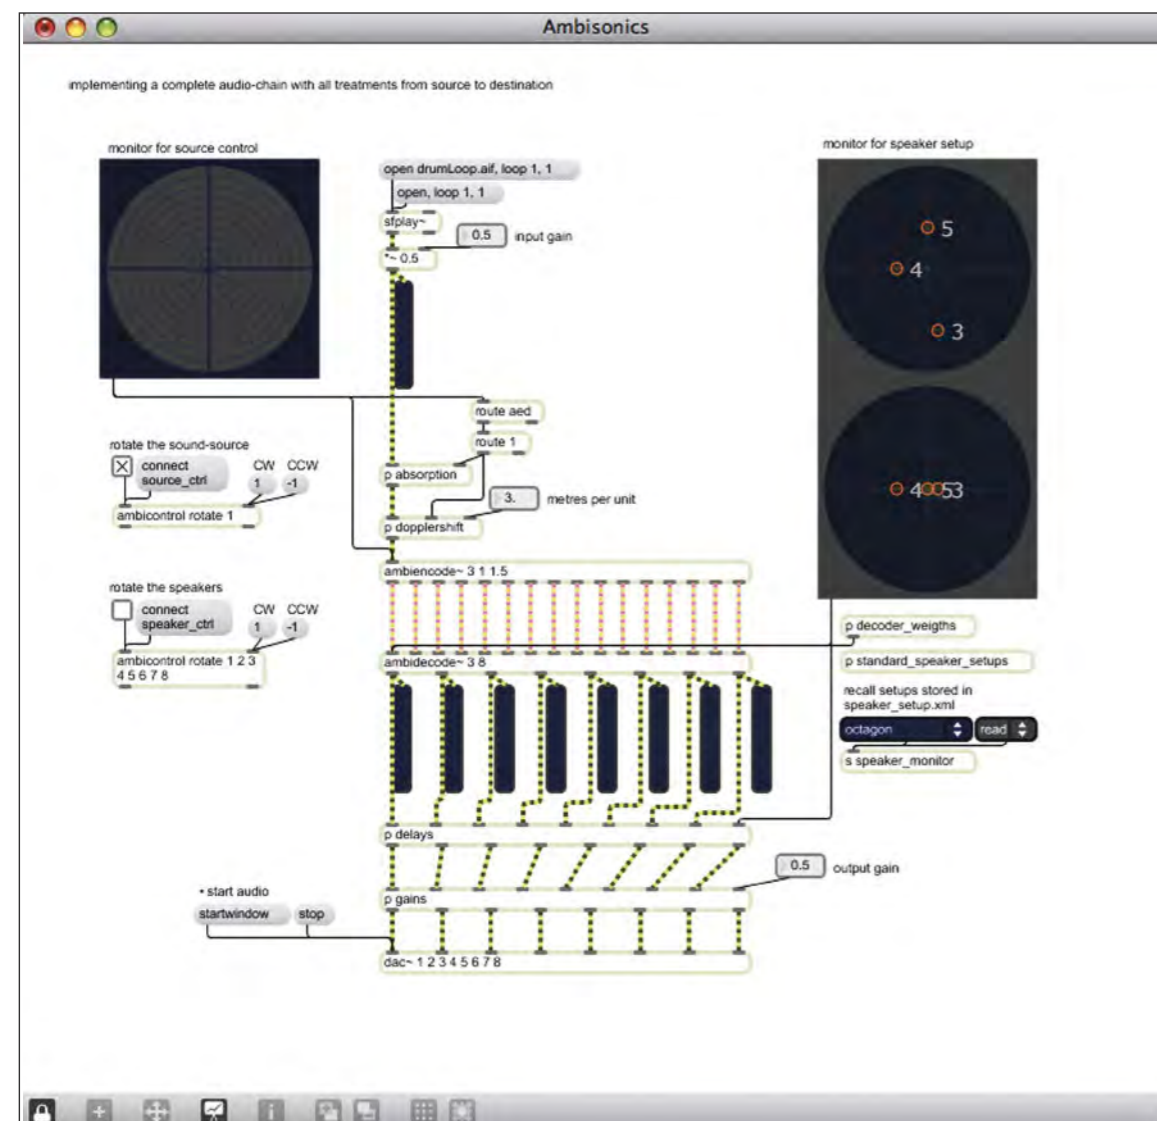 Ambisonics
implementing a complete audio-chain with all treatments from source to destination
monitor for source control
open drumLoop.aif, loop 1, 1
open, loop 1, 1
sfplay~
0.5
input gain
*~ 0.5
route aed
route 1
p absorption
3.
metres per unit
p dopplershift
rotate the sound-source
connect
source_ctrl
CW CCW
1 -1
ambicontrol rotate 1
ambiencode~ 3 1 1.5
rotate the speakers
connect
speaker_ctrl
CW CCW
1 -1
ambicontrol rotate 1 2 3
4 5 6 7 8
ambidecode~ 3 8
p delays
0.5
output gain
p gains
• start audio
startwindow
stop
dac~ 1 2 3 4 5 6 7 8
monitor for speaker setup
5
4
3
4 53
p decoder_weigths
p standard_speaker_setups
recall setups stored in
speaker_setup.xml
octagon
read
s speaker_monitor